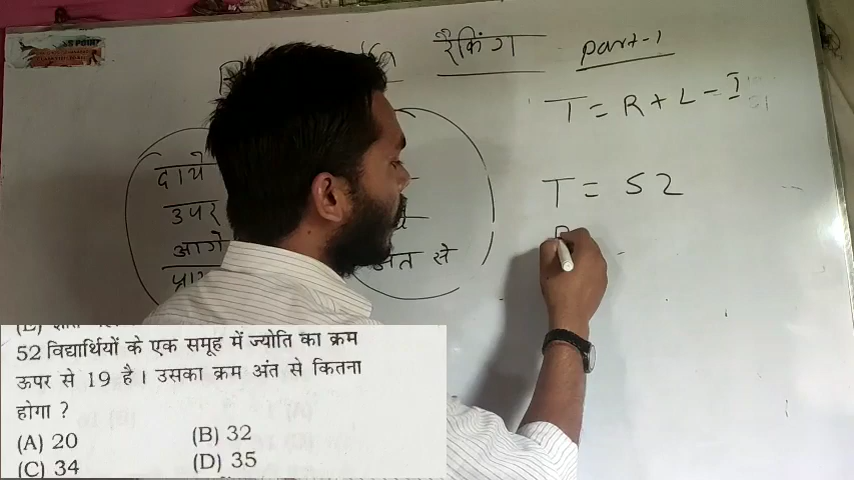 रैंकिंग Part-1
T = R + L - 1
T = 52
दाये
उपर
आगे
अंत से
52 विद्यार्थियों के एक समूह में ज्योति का क्रम
ऊपर से 19 है। उसका क्रम अंत से कितना
होगा ?
(A) 20 (B) 32
(C) 34 (D) 35